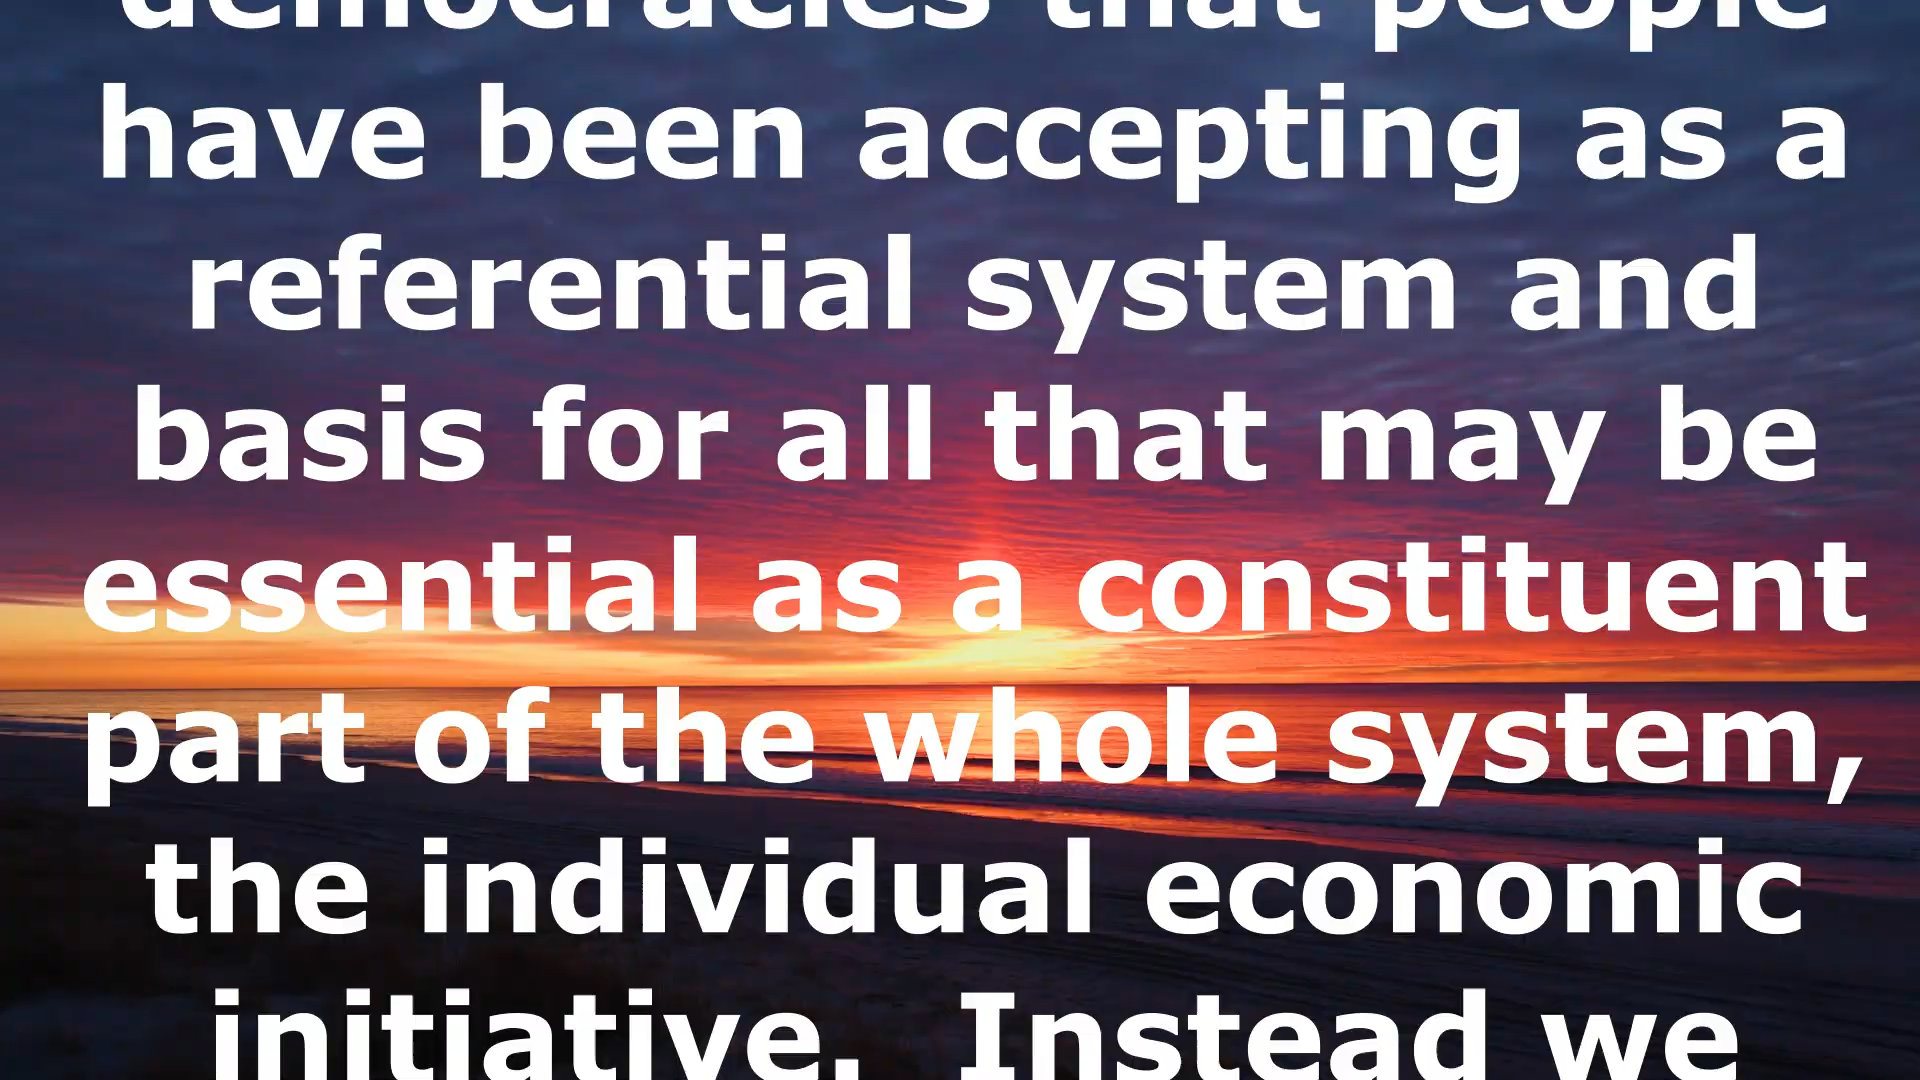 democracies that people
have been accepting as a
referential system and
basis for all that may be
essential as a constituent
part of the whole system,
the individual economic
initiative.  Instead we